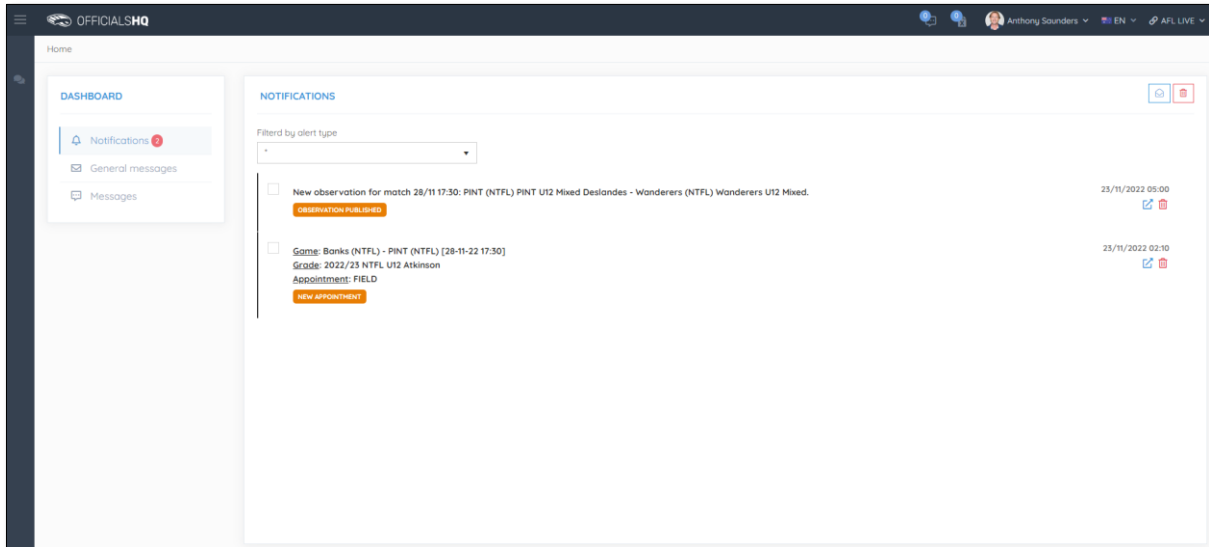 OFFICIALSHQ
0
0
Anthony Saunders
EN
AFL LIVE
Home
DASHBOARD
Notifications 2
General messages
Messages
NOTIFICATIONS
Filterd by alert type
*
New observation for match 28/11 17:30: PINT (NTFL) PINT U12 Mixed Deslandes - Wanderers (NTFL) Wanderers U12 Mixed.
OBSERVATION PUBLISHED
23/11/2022 05:00
Game: Banks (NTFL) - PINT (NTFL) [28-11-22 17:30]
Grade: 2022/23 NTFL U12 Atkinson
Appointment: FIELD
NEW APPOINTMENT
23/11/2022 02:10